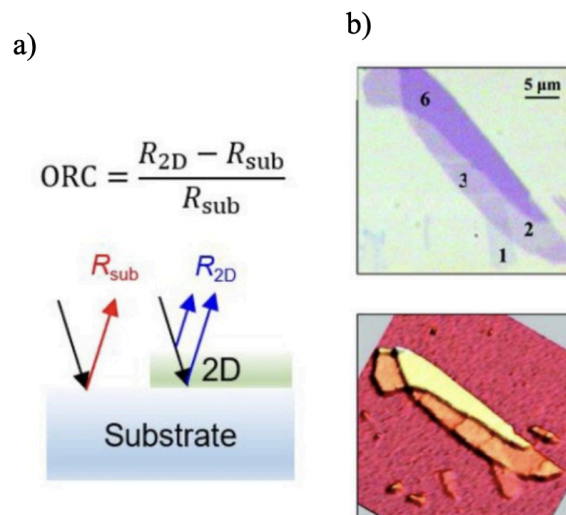 a)
b)
ORC = (R2D − Rsub) / Rsub
Rsub
R2D
2D
Substrate
5 µm
6
3
2
1